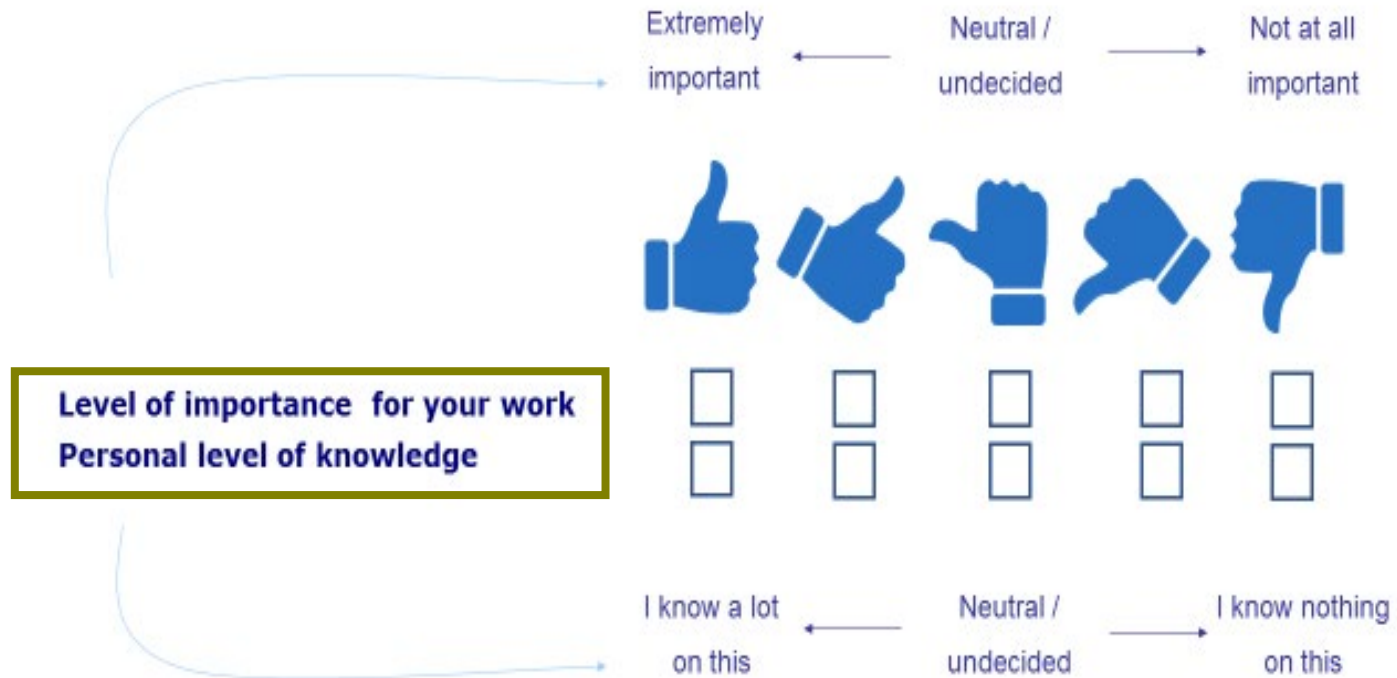 Extremely important
Neutral / undecided
Not at all important
Level of importance for your work
Personal level of knowledge
I know a lot on this
Neutral / undecided
I know nothing on this